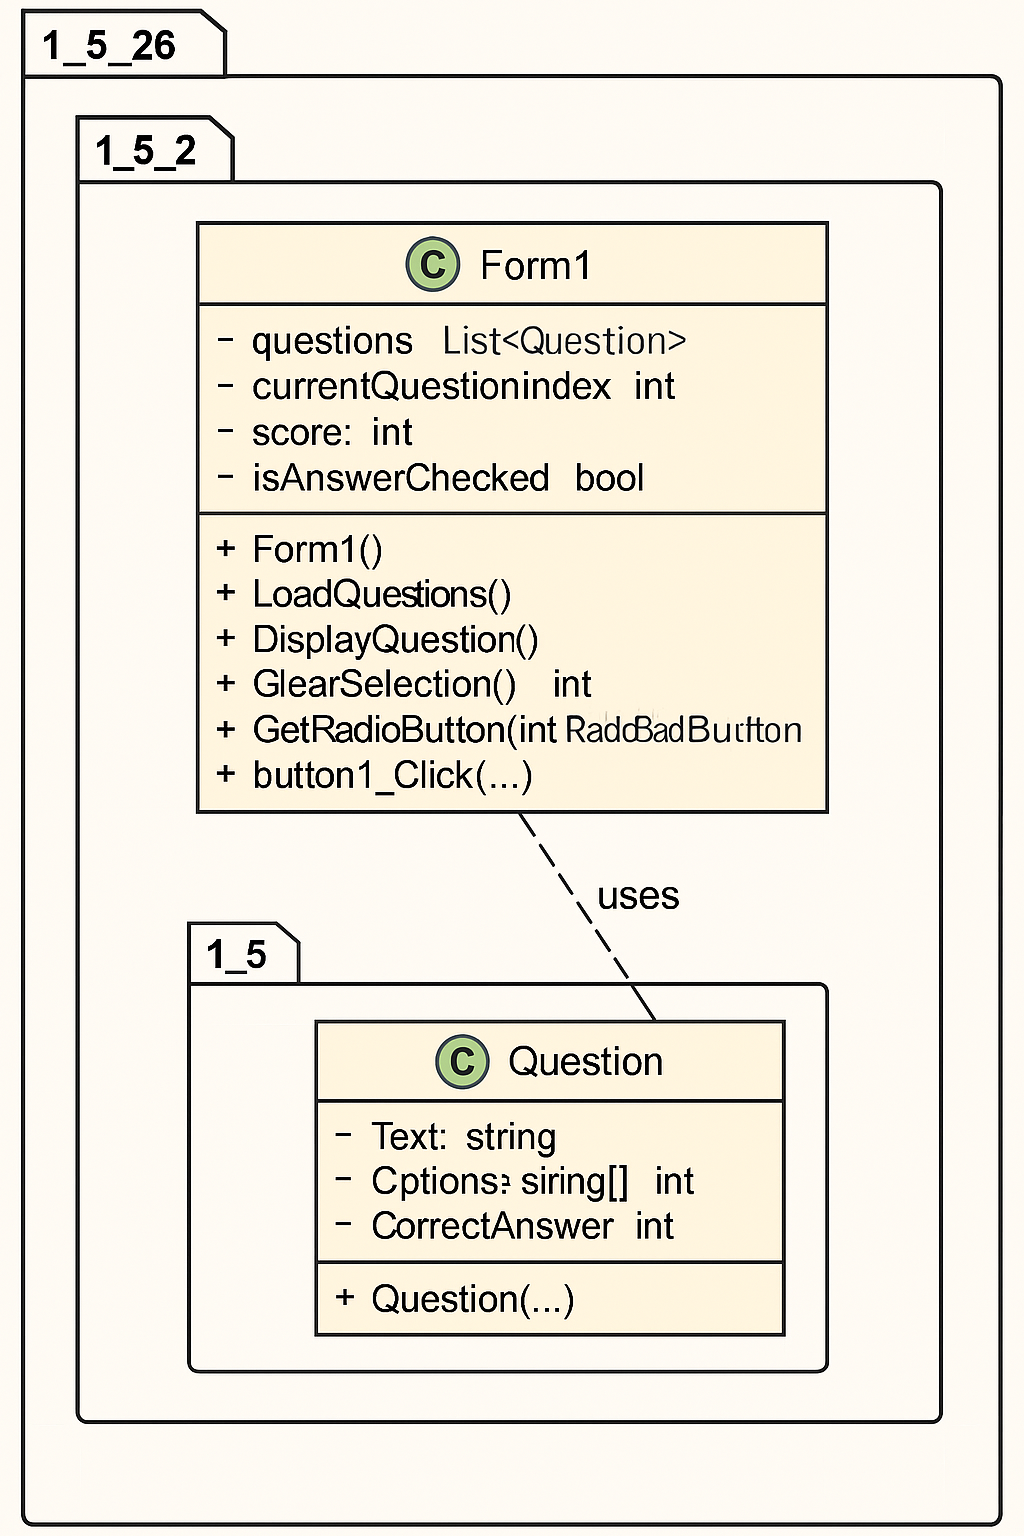 1_5_26
1_5_2
C Form1
- questions List<Question>
- currentQuestionindex int
- score: int
- isAnswerChecked bool
+ Form1()
+ LoadQuestions()
+ DisplayQuestion()
+ GlearSelection() int
+ GetRadioButton(int
+ button1_Click(...)
uses
1_5
C Question
- Text: string
- Cptions: siring[] int
- CorrectAnswer int
+ Question(...)